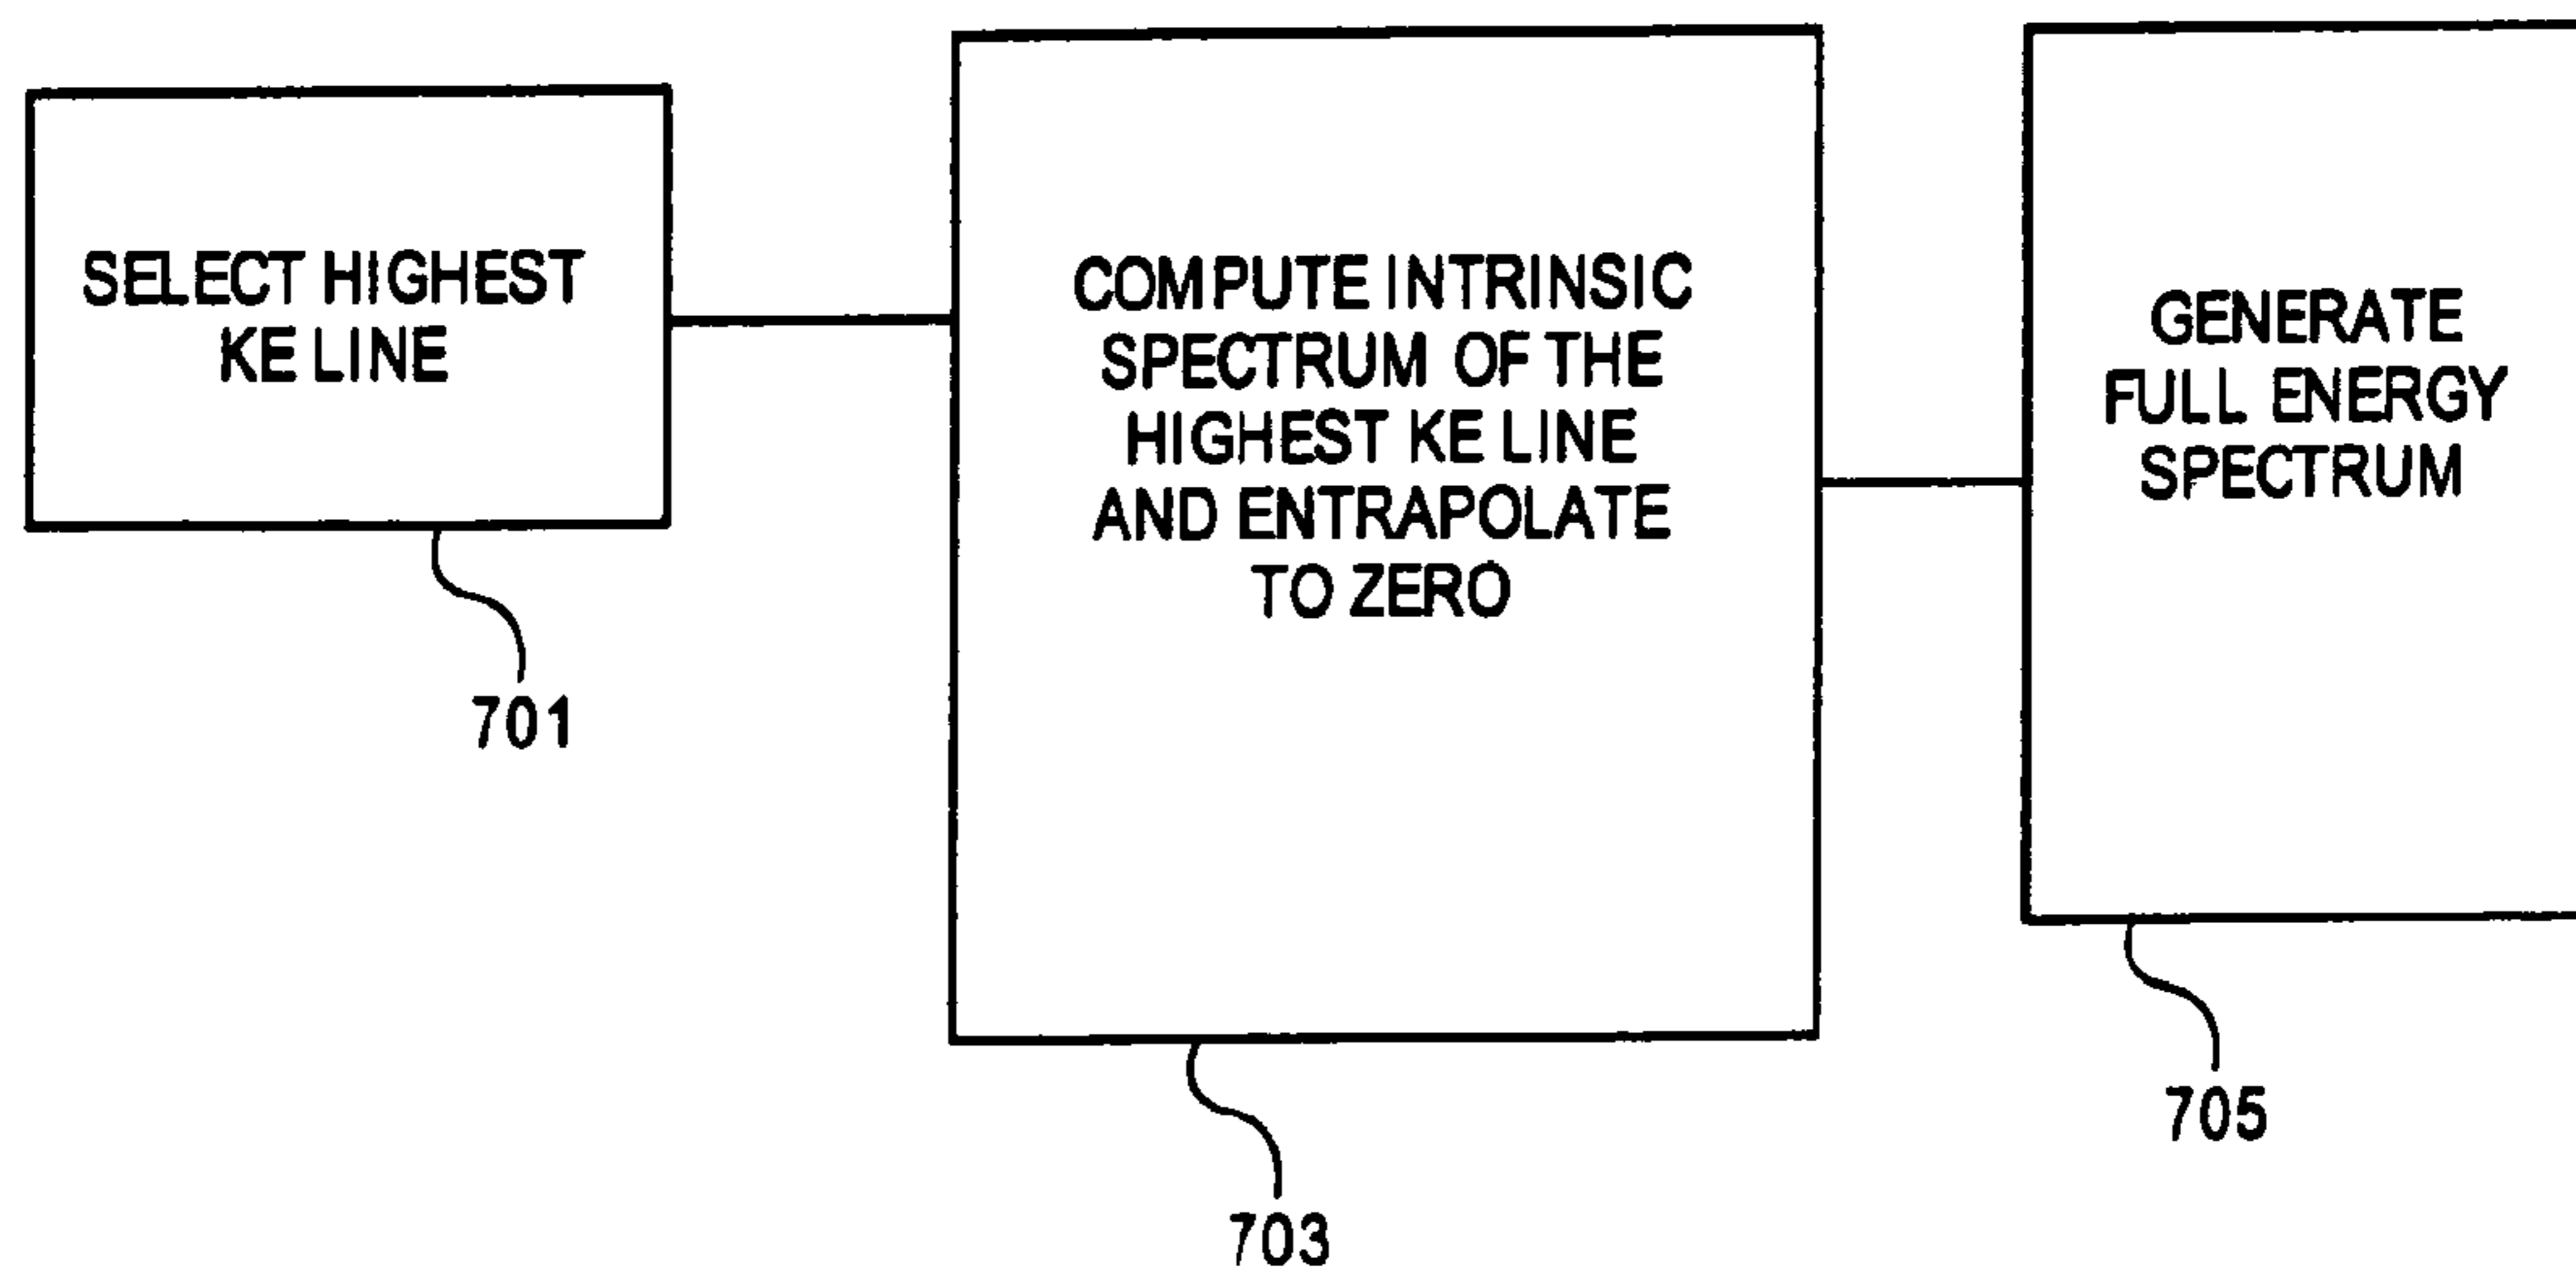 SELECT HIGHEST
KE LINE
701
COMPUTE INTRINSIC
SPECTRUM OF THE
HIGHEST KE LINE
AND ENTRAPOLATE
TO ZERO
703
GENERATE
FULL ENERGY
SPECTRUM
705